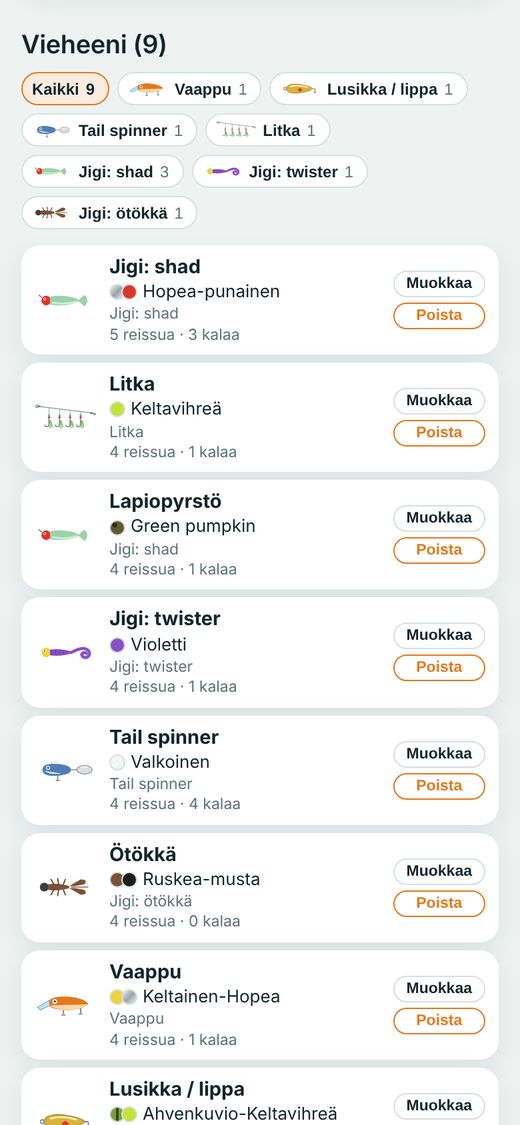 Vieheeni (9)
Kaikki 9
Vaappu 1
Lusikka / lippa 1
Tail spinner 1
Litka 1
Jigi: shad 3
Jigi: twister 1
Jigi: ötökkä 1
Jigi: shad
Hopea-punainen
Jigi: shad
5 reissua · 3 kalaa
Muokkaa
Poista
Litka
Keltavihreä
Litka
4 reissua · 1 kalaa
Muokkaa
Poista
Lapiopyrstö
Green pumpkin
Jigi: shad
4 reissua · 1 kalaa
Muokkaa
Poista
Jigi: twister
Violetti
Jigi: twister
4 reissua · 1 kalaa
Muokkaa
Poista
Tail spinner
Valkoinen
Tail spinner
4 reissua · 4 kalaa
Muokkaa
Poista
Ötökkä
Ruskea-musta
Jigi: ötökkä
4 reissua · 0 kalaa
Muokkaa
Poista
Vaappu
Keltainen-Hopea
Vaappu
4 reissua · 1 kalaa
Muokkaa
Poista
Lusikka / lippa
Ahvenkuvio-Keltavihreä
Muokkaa